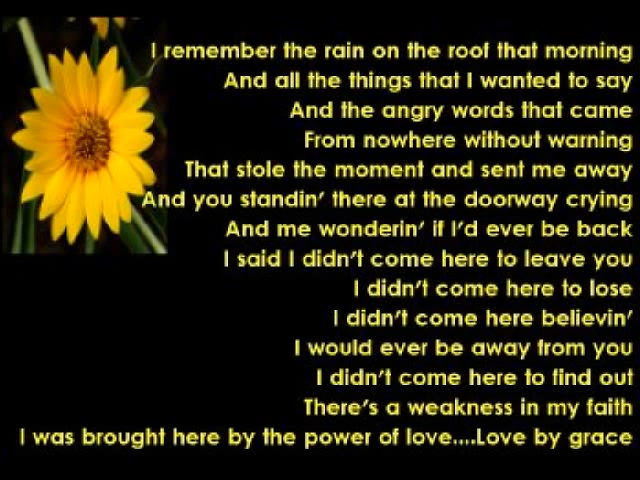 I remember the rain on the roof that morning
And all the things that I wanted to say
And the angry words that came
From nowhere without warning
That stole the moment and sent me away
And you standin' there at the doorway crying
And me wonderin' if I'd ever be back
I said I didn't come here to leave you
I didn't come here to lose
I didn't come here believin'
I would ever be away from you
I didn't come here to find out
There's a weakness in my faith
I was brought here by the power of love....Love by grace